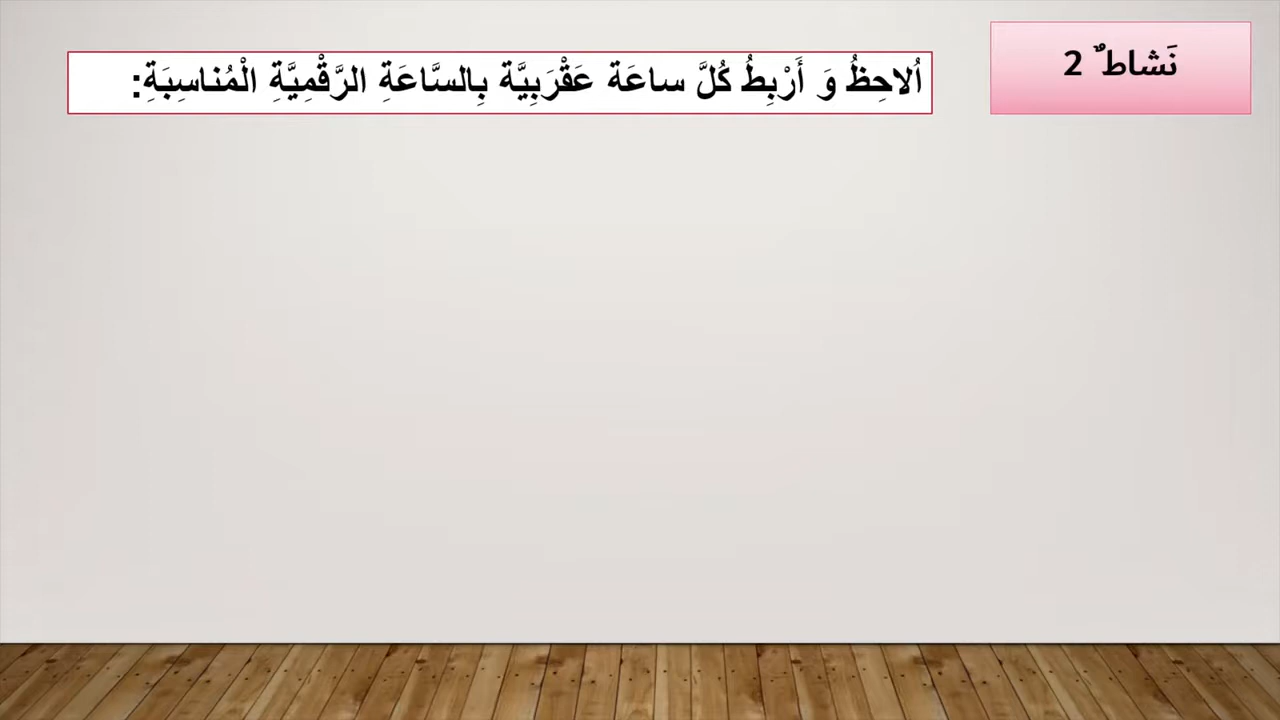 نَشاط ٌ 2
اُلاحِظُ وَ أَرْبِطُ كُلَّ ساعَة عَقْرَبِيَّة بِالسَّاعَةِ الرَّقْمِيَّةِ الْمُناسِبَةِ: